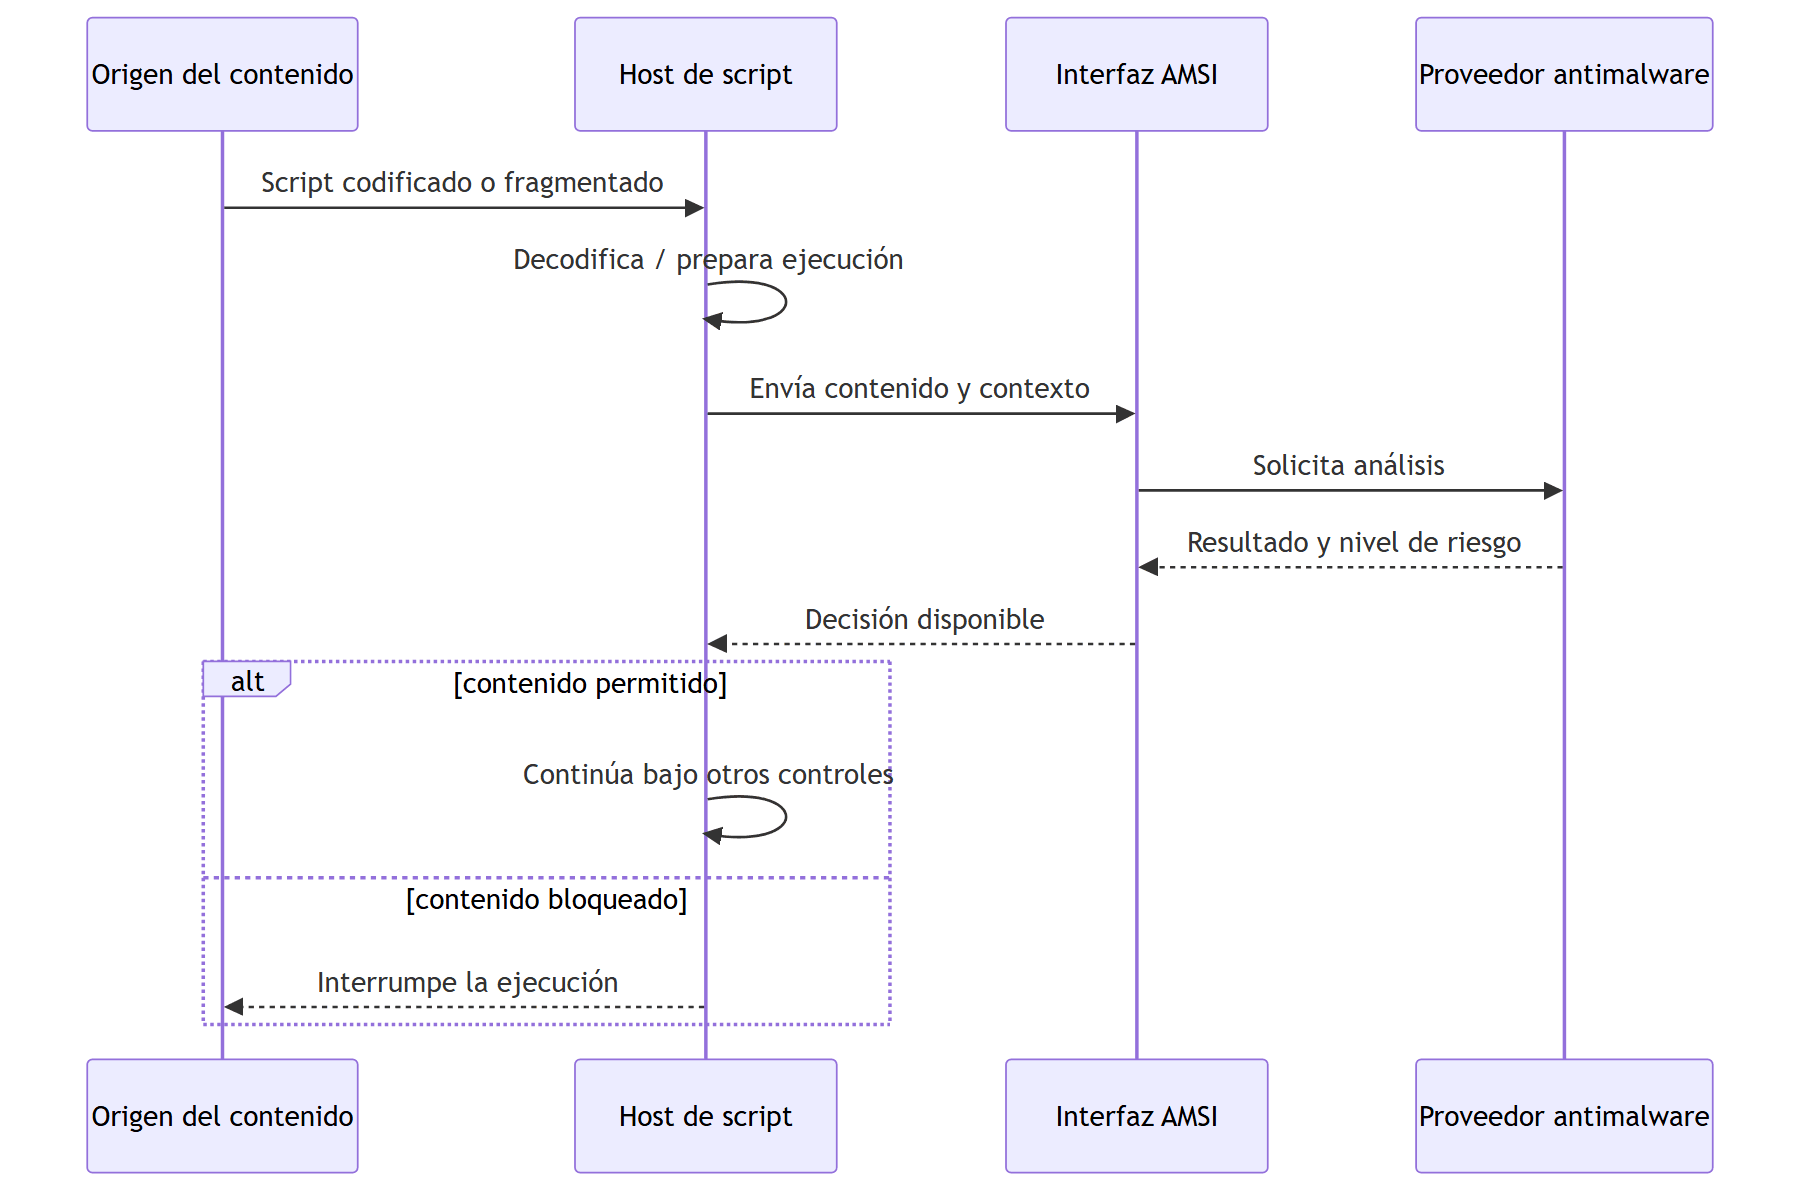 Origen del contenido
Host de script
Interfaz AMSI
Proveedor antimalware
Script codificado o fragmentado
Decodifica / prepara ejecución
Envía contenido y contexto
Solicita análisis
Resultado y nivel de riesgo
Decisión disponible
alt
[contenido permitido]
Continúa bajo otros controles
[contenido bloqueado]
Interrumpe la ejecución
Origen del contenido
Host de script
Interfaz AMSI
Proveedor antimalware